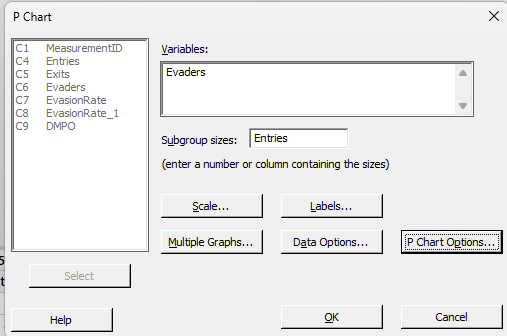 P Chart
C1 MeasurementID
C4 Entries
C5 Exits
C6 Evaders
C7 EvasionRate
C8 EvasionRate_1
C9 DMPO
Variables:
Evaders
Subgroup sizes: Entries
(enter a number or column containing the sizes)
Scale... Labels...
Multiple Graphs... Data Options... P Chart Options...
Select
Help OK Cancel